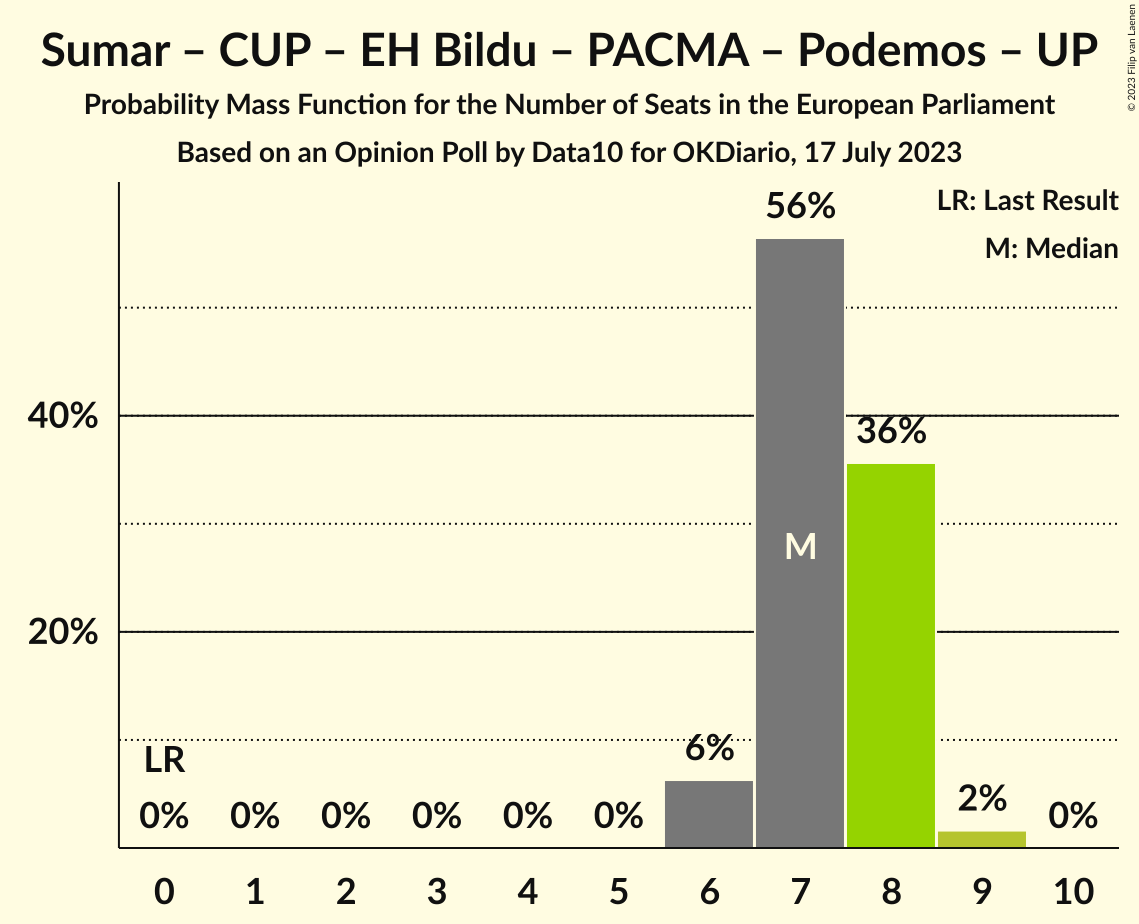 Sumar – CUP – EH Bildu – PACMA – Podemos – UP
Probability Mass Function for the Number of Seats in the European Parliament
Based on an Opinion Poll by Data10 for OKDiario, 17 July 2023
© 2023 Filip van Laenen
LR: Last Result
M: Median
56%
40%
36%
M
20%
LR
6%
2%
0% 0% 0% 0% 0% 0% 0%
0 1 2 3 4 5 6 7 8 9 10